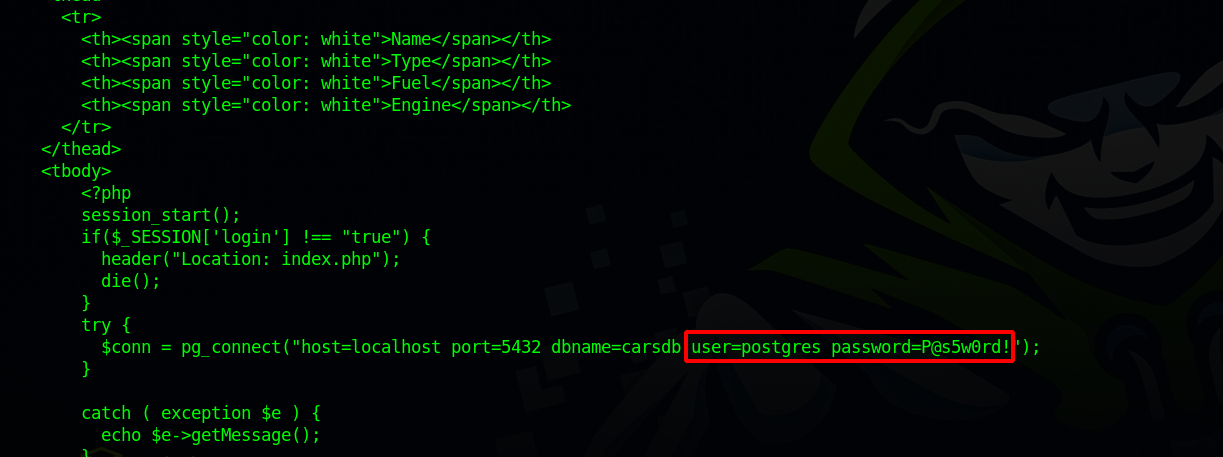 <tr>
<th><span style="color: white">Name</span></th>
<th><span style="color: white">Type</span></th>
<th><span style="color: white">Fuel</span></th>
<th><span style="color: white">Engine</span></th>
</tr>
</thead>
<tbody>
<?php
session_start();
if($_SESSION['login'] !== "true") {
header("Location: index.php");
die();
}
try {
$conn = pg_connect("host=localhost port=5432 dbname=carsdb user=postgres password=P@s5w0rd!");
}
catch ( exception $e ) {
echo $e->getMessage();
}